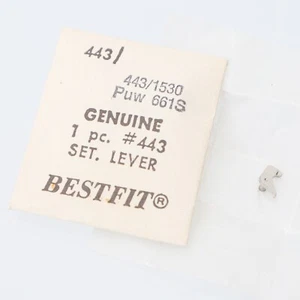 443/
443/1530
Puw 661S
GENUINE
1 pc. #443
SET. LEVER
BESTFIT®